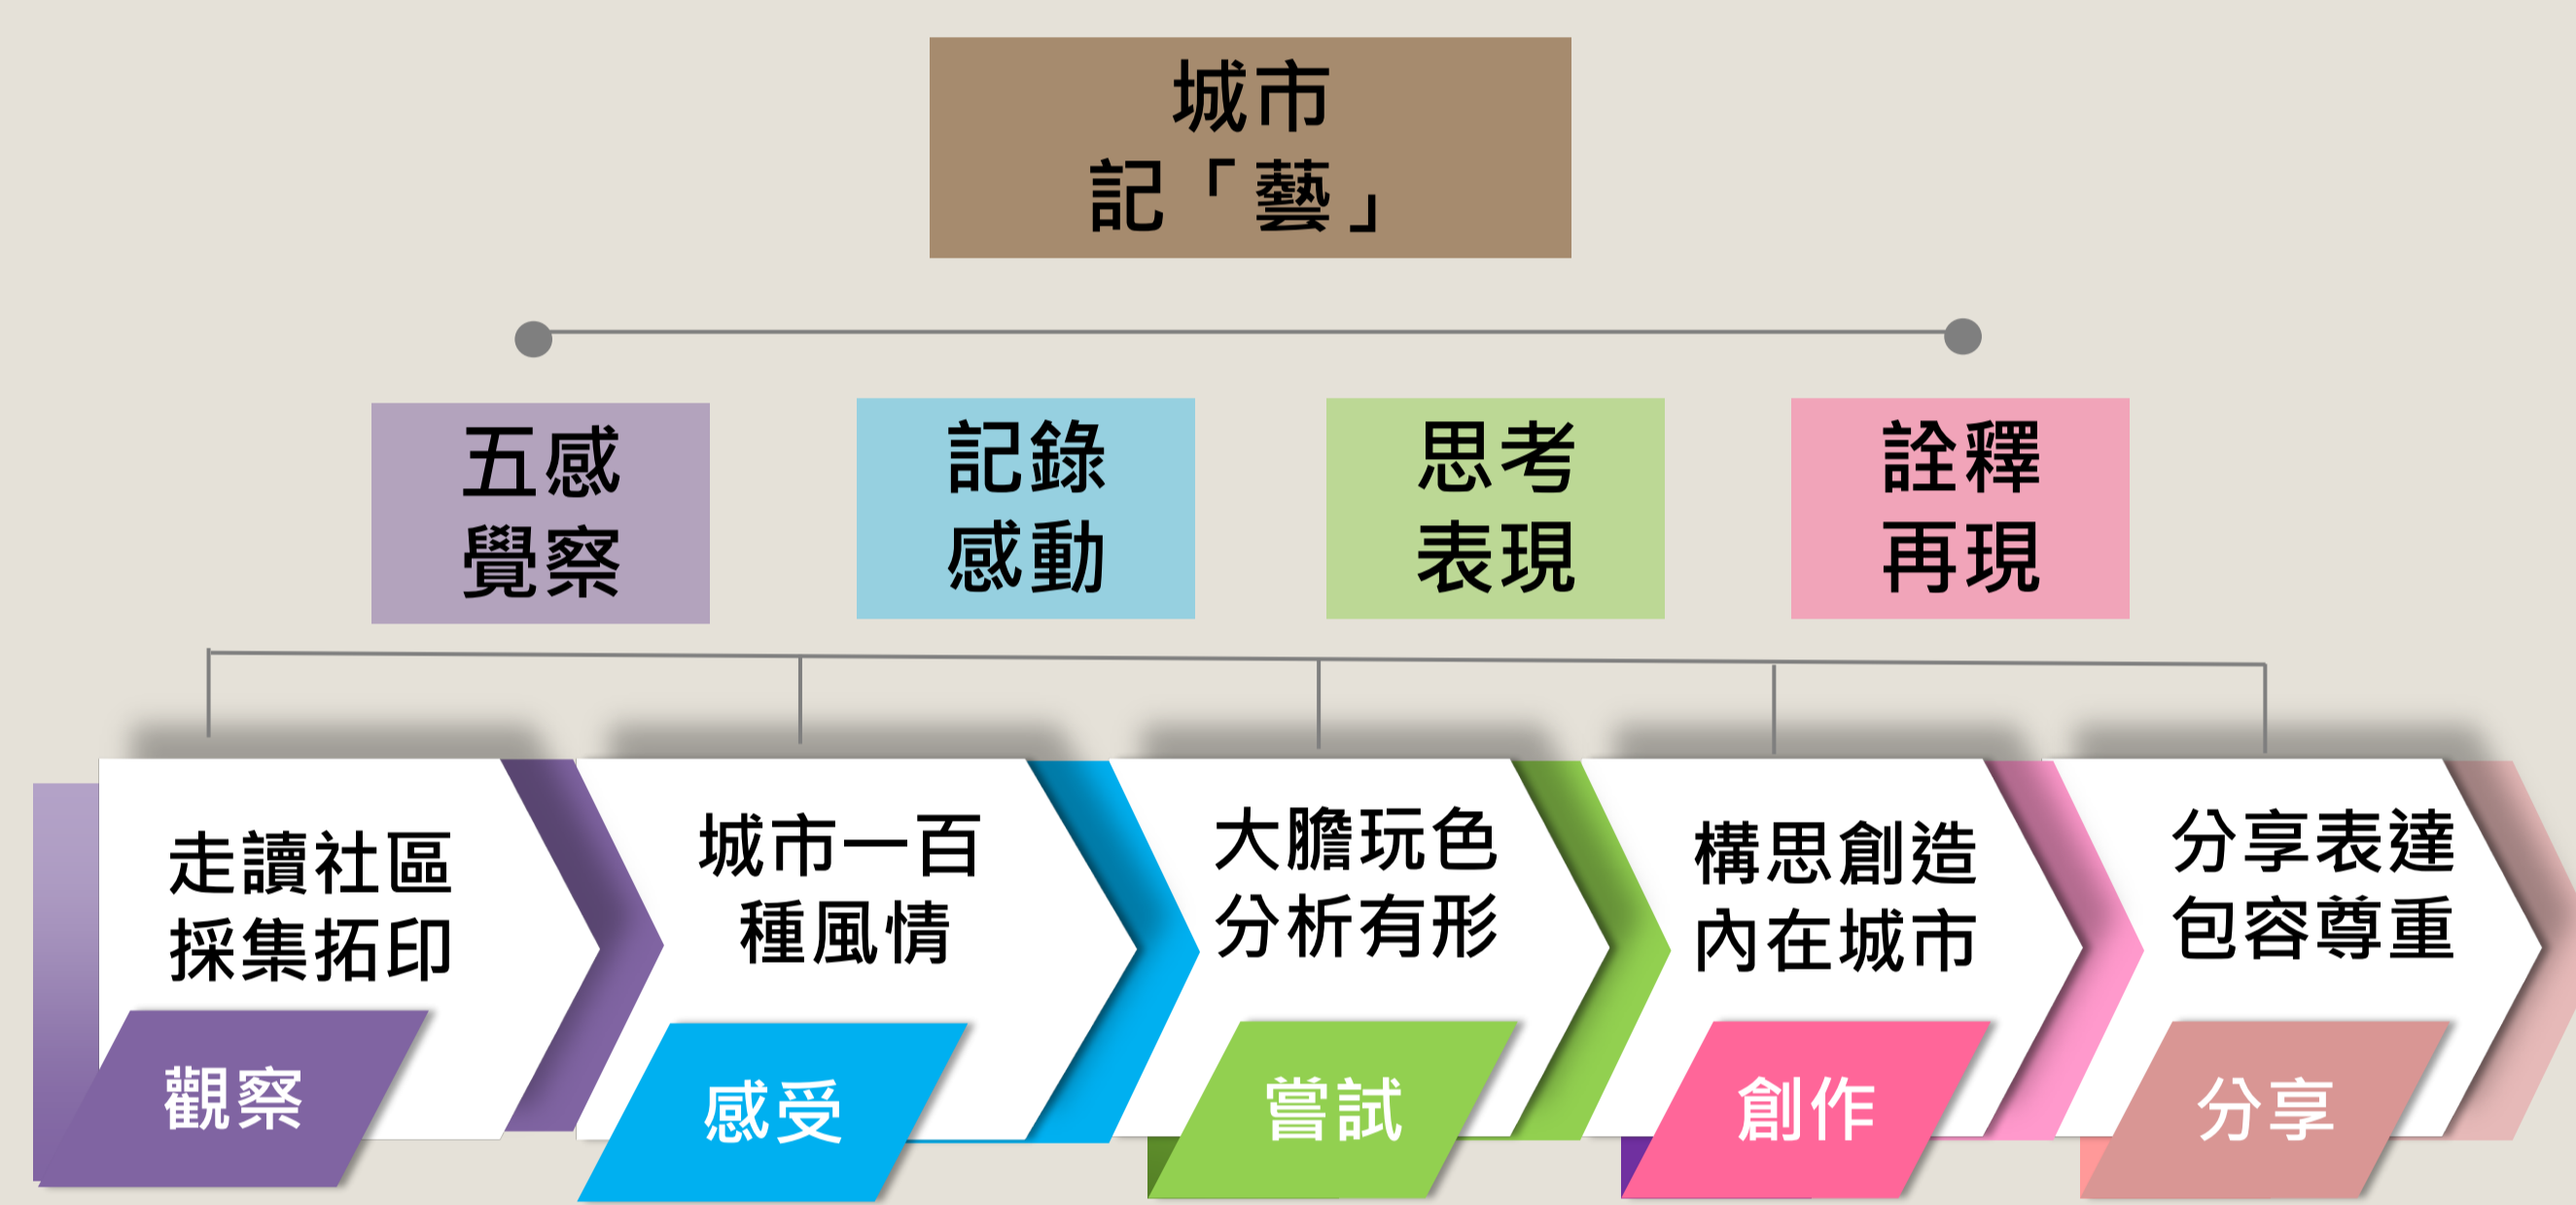 城市
記「藝」
五感
覺察
記錄
感動
思考
表現
詮釋
再現
走讀社區
採集拓印
觀察
城市一百
種風情
感受
大膽玩色
分析有形
嘗試
構思創造
內在城市
創作
分享表達
包容尊重
分享